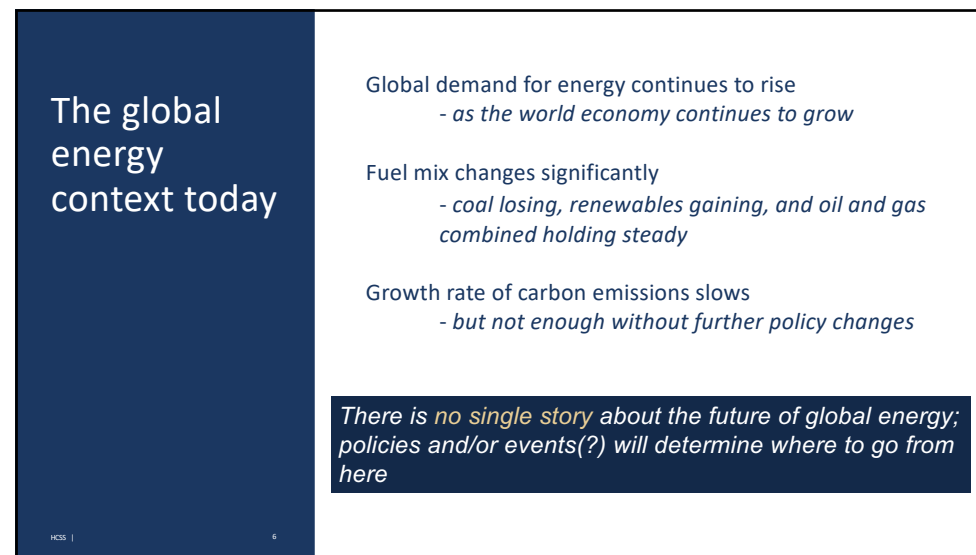 The global
energy
context today
Global demand for energy continues to rise
- as the world economy continues to grow
Fuel mix changes significantly
- coal losing, renewables gaining, and oil and gas
combined holding steady
Growth rate of carbon emissions slows
- but not enough without further policy changes
There is no single story about the future of global energy;
policies and/or events(?) will determine where to go from
here
HCSS |
6